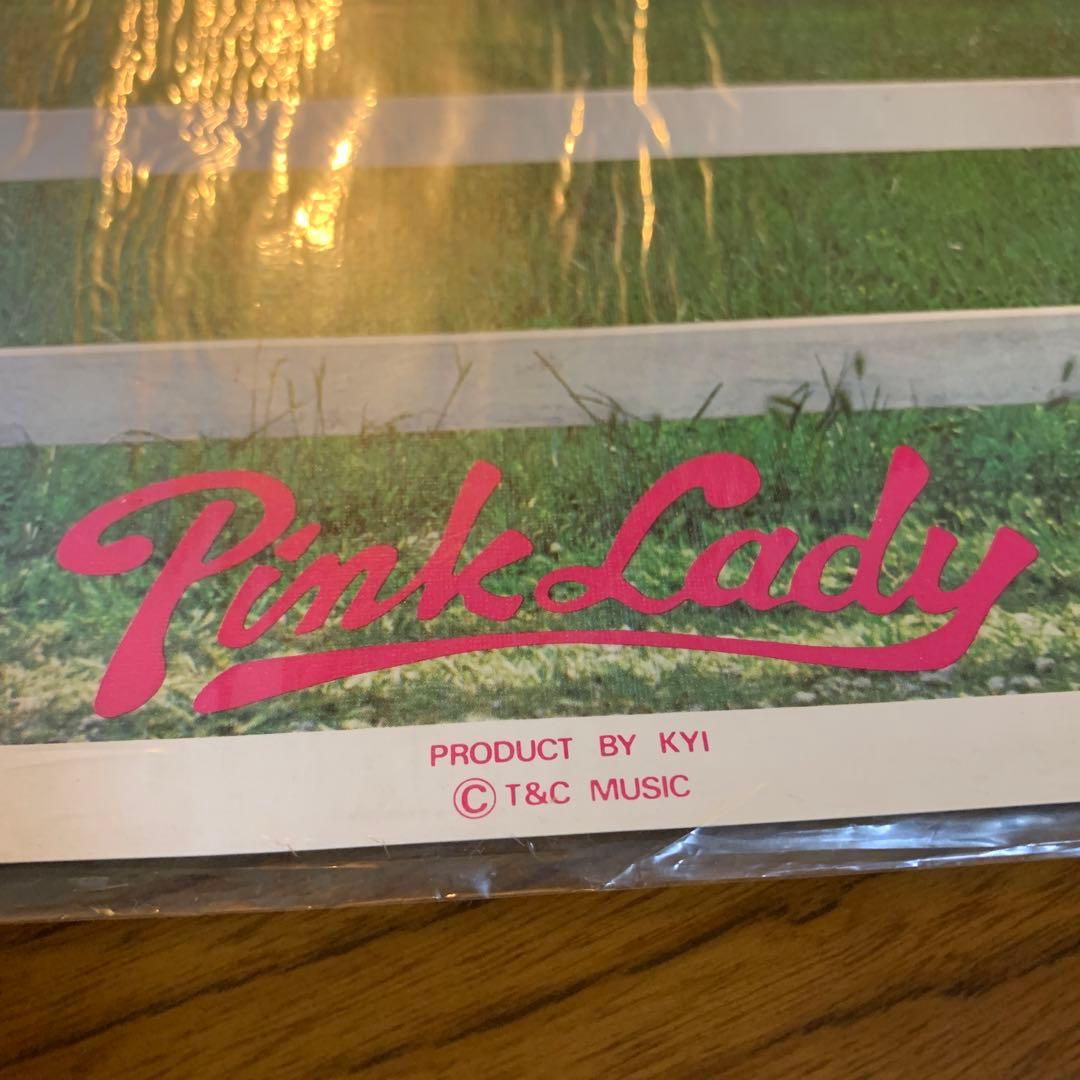 Pink Lady
PRODUCT BY KYI
Ⓒ T&C MUSIC